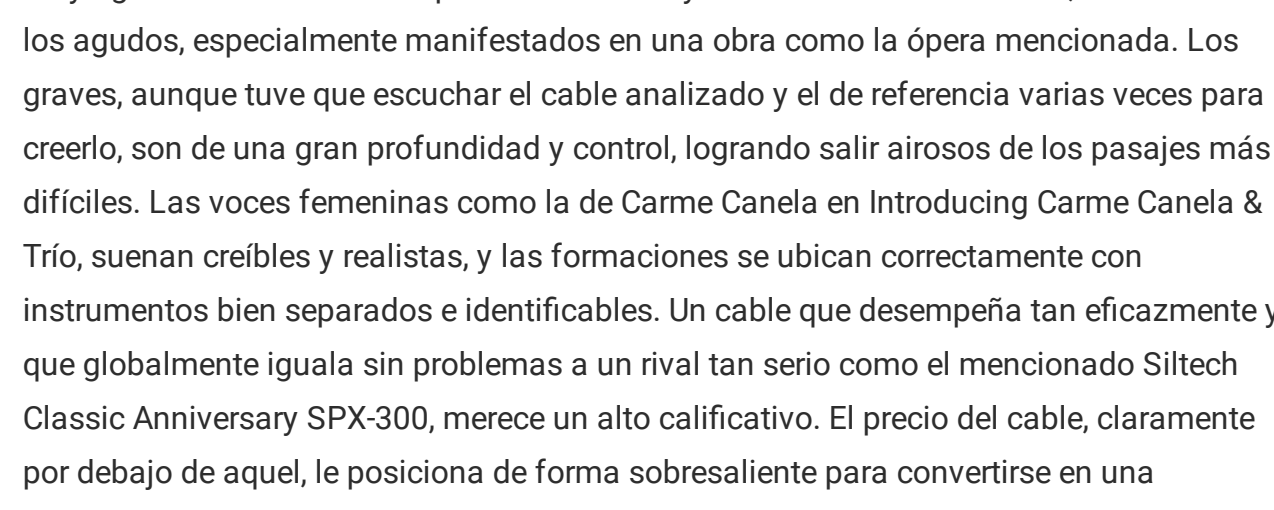 los agudos, especialmente manifestados en una obra como la ópera mencionada. Los
graves, aunque tuve que escuchar el cable analizado y el de referencia varias veces para
creerlo, son de una gran profundidad y control, logrando salir airosos de los pasajes más
difíciles. Las voces femeninas como la de Carme Canela en Introducing Carme Canela &
Trío, suenan creíbles y realistas, y las formaciones se ubican correctamente con
instrumentos bien separados e identificables. Un cable que desempeña tan eficazmente y
que globalmente iguala sin problemas a un rival tan serio como el mencionado Siltech
Classic Anniversary SPX-300, merece un alto calificativo. El precio del cable, claramente
por debajo de aquel, le posiciona de forma sobresaliente para convertirse en una